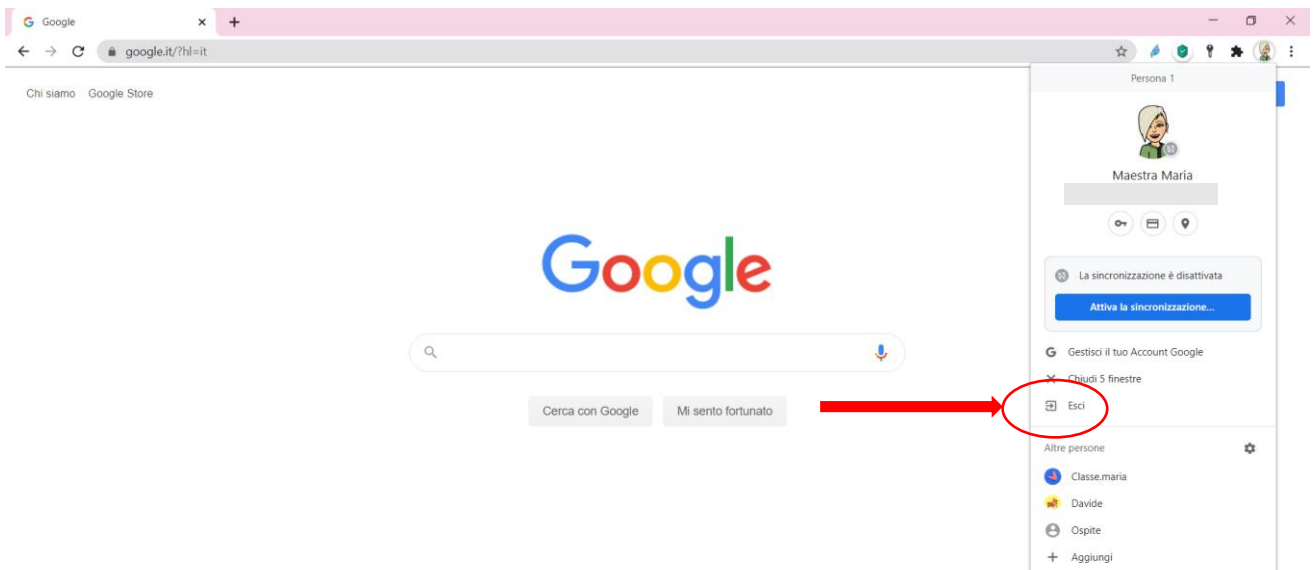 Google
google.it/?hl=it
Chi siamo Google Store
Persona 1
Maestra Maria
La sincronizzazione è disattivata
Attiva la sincronizzazione...
Google
Gestisci il tuo Account Google
Chiudi 5 finestre
Esci
Cerca con Google Mi sento fortunato
Altre persone
Classe.maria
Davide
Ospite
Aggiungi